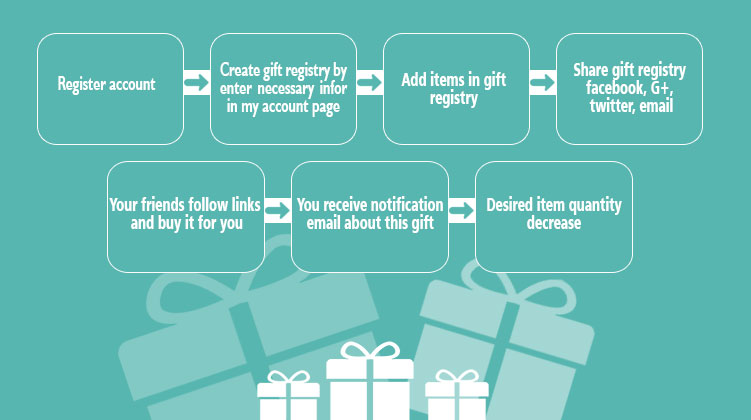 Register account
Create gift registry by
enter necessary infor
in my account page
Add items in gift
registry
Share gift registry
facebook, G+,
twitter, email
Your friends follow links
and buy it for you
You receive notification
email about this gift
Desired item quantity
decrease